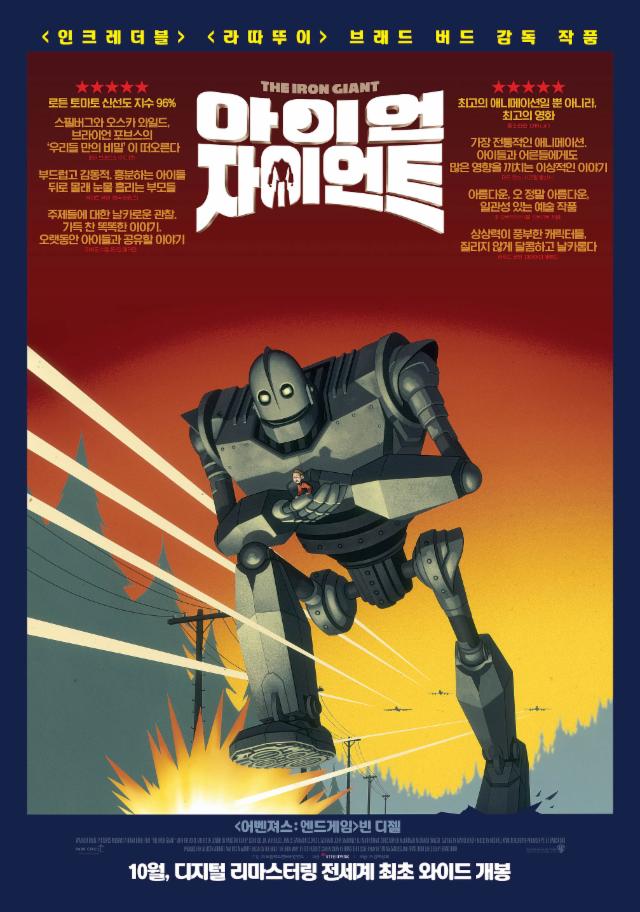 <인크레더블> <라따뚜이> 브래드 버드 감독 작품
THE IRON GIANT
아이언
자이언트
★★★★★
로튼 토마토 신선도 지수 96%
스필버그와 오스카 와일드,
브라이언 포브스의
'우리들 만의 비밀'이 떠오른다
부드럽고 감동적, 흥분하는 아이들
뒤로 몰래 눈물 흘리는 부모들
주제들에 대한 날카로운 관찰,
가득 찬 똑똑한 이야기,
오랫동안 아이들과 공유할 이야기
★★★★★
최고의 애니메이션일 뿐 아니라,
최고의 영화
가장 전통적인 애니메이션,
아이들과 어른들에게도
많은 영향을 끼치는 이상적인 이야기
아름다운, 오 정말 아름다운,
일관성 있는 예술 작품
상상력이 풍부한 캐릭터들,
질리지 않게 달콤하고 날카롭다
<어벤져스: 엔드게임>빈 디젤
10월, 디지털 리마스터링 전세계 최초 와이드 개봉